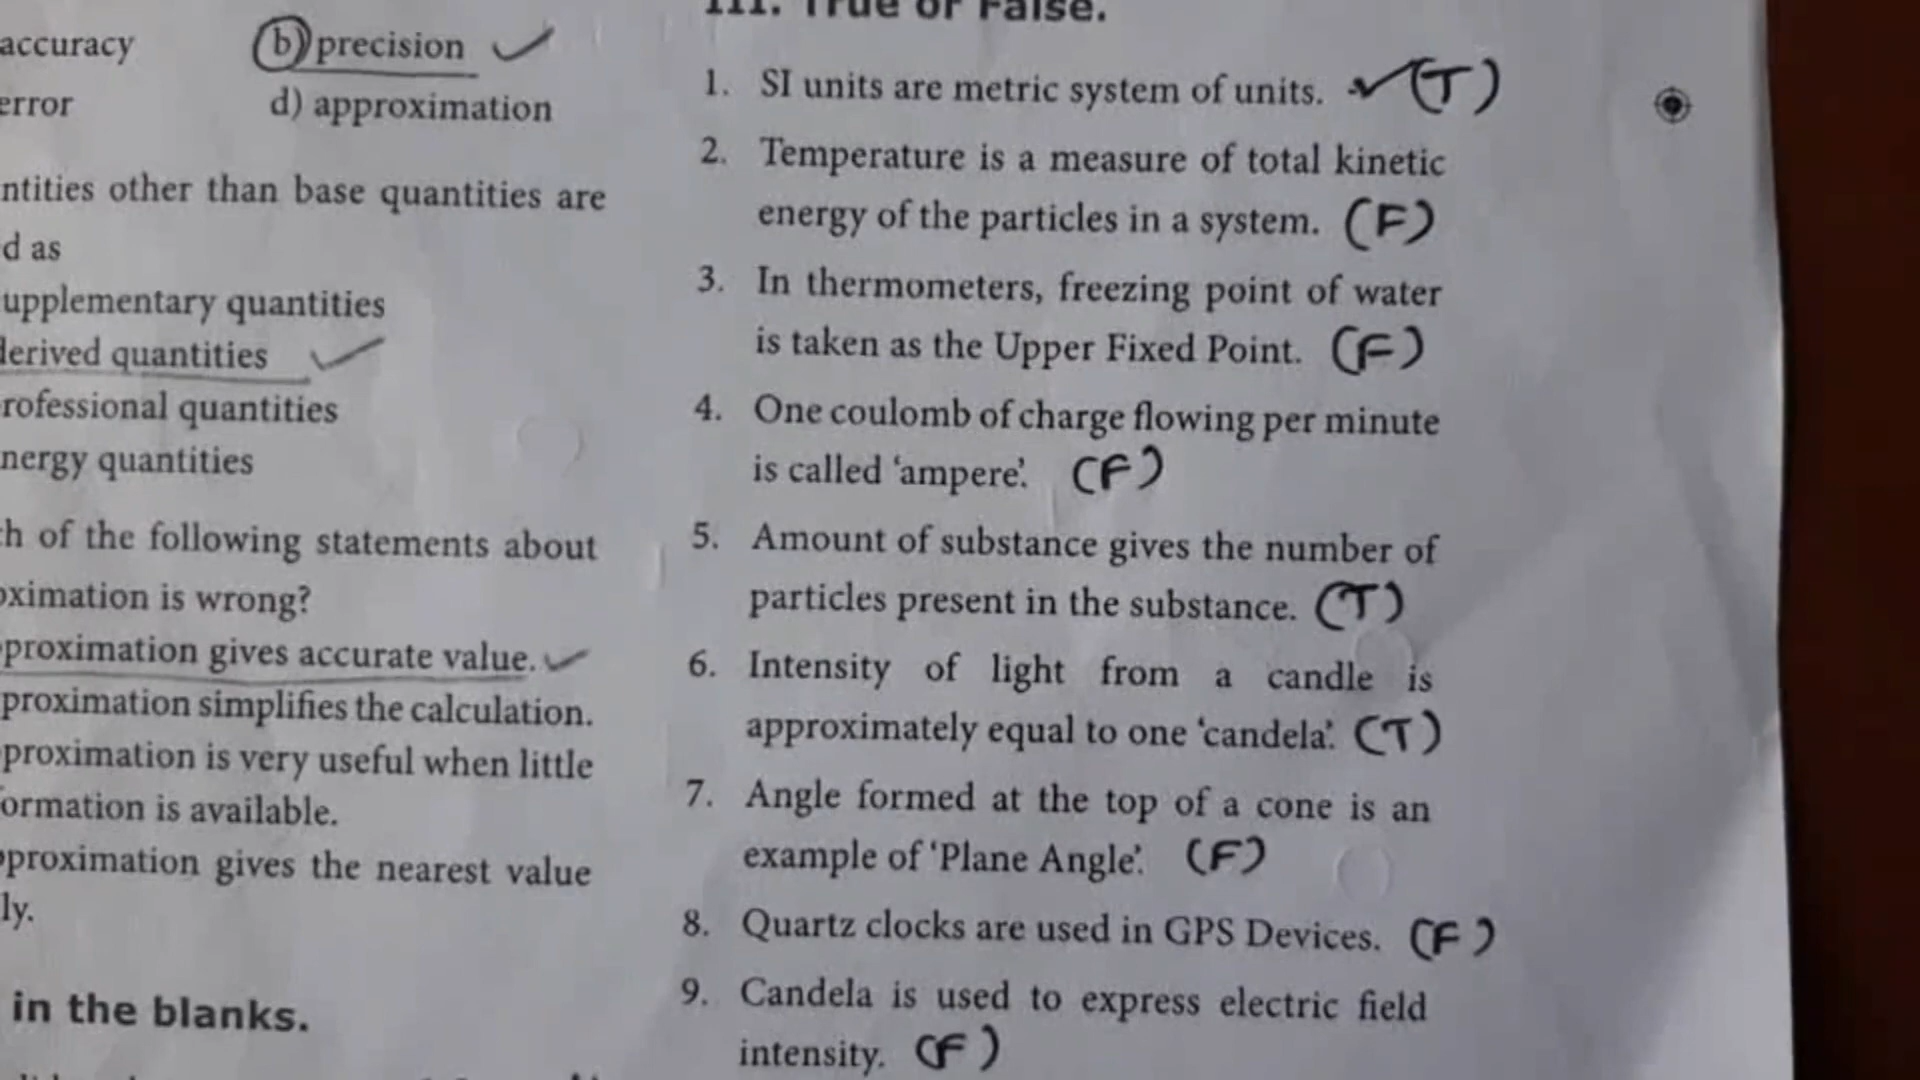 accuracy
b) precision ✓
error
d) approximation
ntities other than base quantities are
d as
upplementary quantities
derived quantities ✓
rofessional quantities
nergy quantities
h of the following statements about
oximation is wrong?
proximation gives accurate value. ✓
proximation simplifies the calculation.
proximation is very useful when little
ormation is available.
pproximation gives the nearest value
ly.
in the blanks.
III. True or False.
1. SI units are metric system of units. ✓(T)
2. Temperature is a measure of total kinetic
energy of the particles in a system. (F)
3. In thermometers, freezing point of water
is taken as the Upper Fixed Point. (F)
4. One coulomb of charge flowing per minute
is called ‘ampere’. (F)
5. Amount of substance gives the number of
particles present in the substance. (T)
6. Intensity of light from a candle is
approximately equal to one ‘candela’. (T)
7. Angle formed at the top of a cone is an
example of ‘Plane Angle’. (F)
8. Quartz clocks are used in GPS Devices. (F)
9. Candela is used to express electric field
intensity. (F)